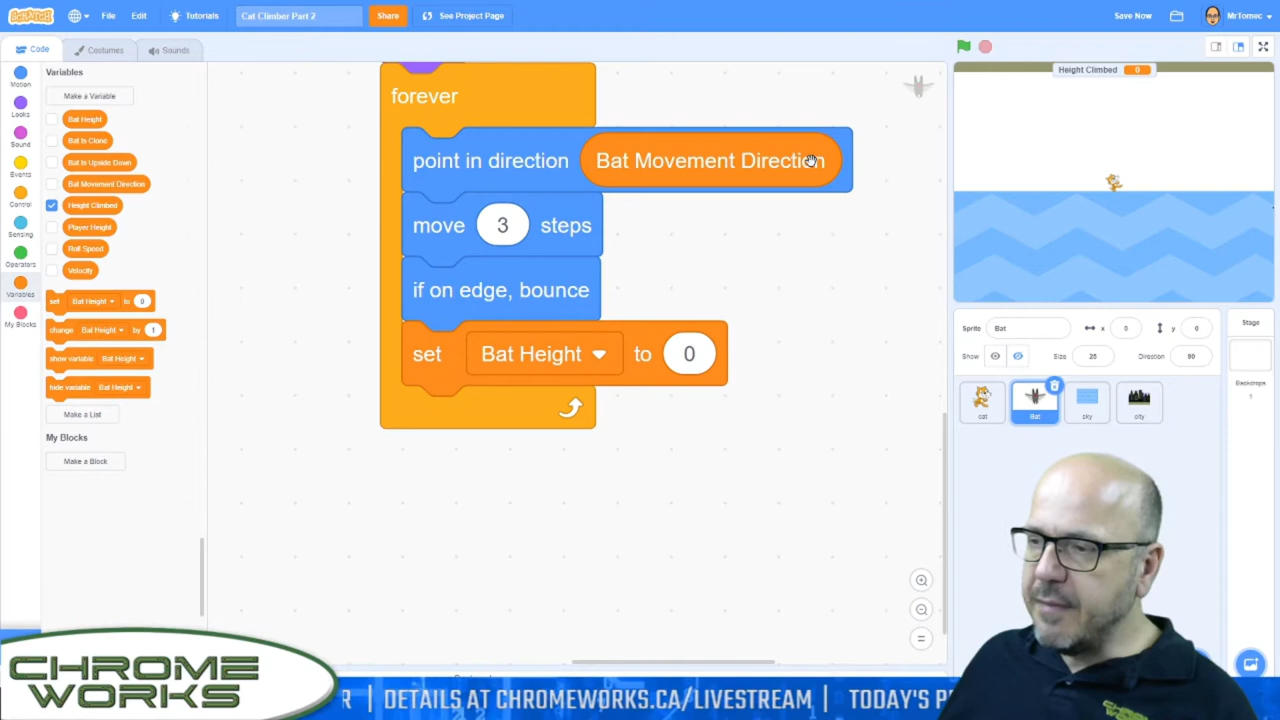 SCRATCH
File
Edit
Tutorials
Cat Climber Part 2
Share
See Project Page
Save Now
MrTomec
Code
Costumes
Sounds
Motion
Looks
Sound
Events
Control
Sensing
Operators
Variables
My Blocks
Variables
Make a Variable
Bat Height
Bat Is Clone
Bat Is Upside Down
Bat Movement Direction
Height Climbed
Player Height
Roll Speed
Velocity
set Bat Height to 0
change Bat Height by 1
show variable Bat Height
hide variable Bat Height
Make a List
My Blocks
Make a Block
forever
point in direction Bat Movement Direction
move 3 steps
if on edge, bounce
set Bat Height to 0
Height Climbed 0
Sprite Bat x 0 y 0
Show Size 25 Direction 90
cat
Bat
sky
city
Stage
Backdrops
1
CHROME
WORKS
R | DETAILS AT CHROMEWORKS.CA/LIVESTREAM | TODAY'S P